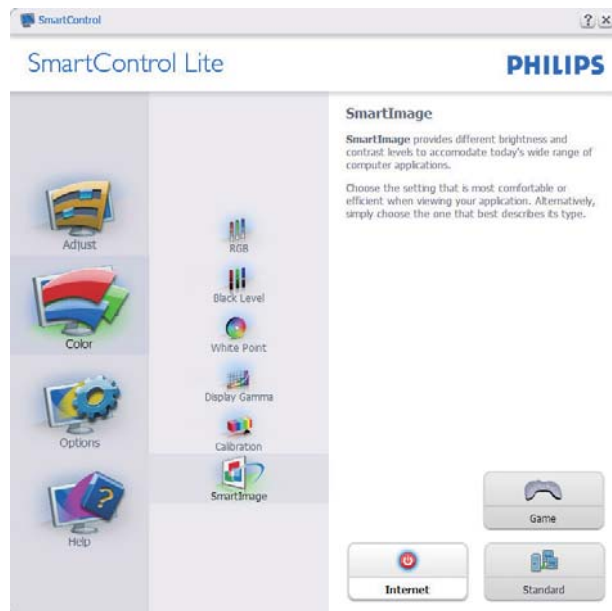 SmartControl
SmartControl Lite
PHILIPS
Adjust
Color
Options
Help
RGB
Black Level
White Point
Display Gamma
Calibration
SmartImage
SmartImage
SmartImage provides different brightness and
contrast levels to accomodate today's wide range of
computer applications.
Choose the setting that is most comfortable or
efficient when viewing your application. Alternatively,
simply choose the one that best describes its type.
Game
Internet
Standard